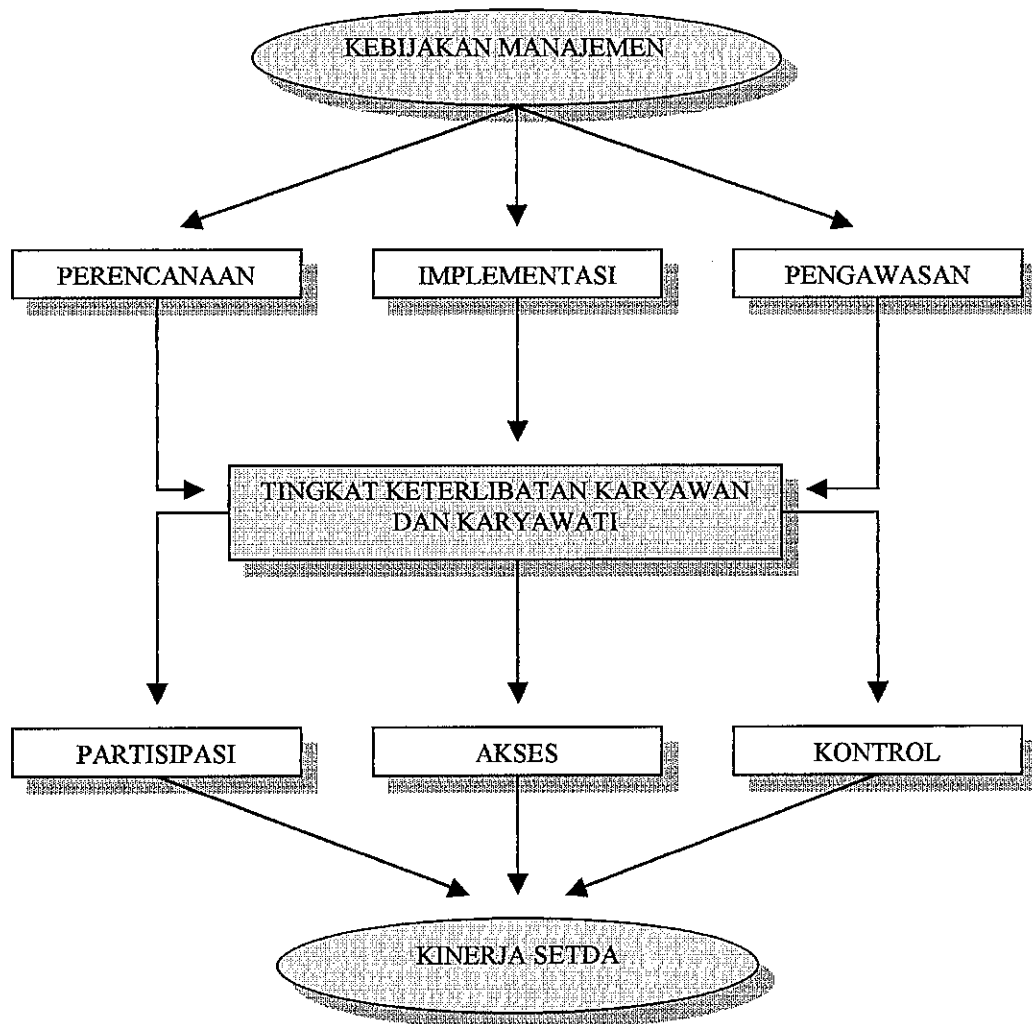 KEBIJAKAN MANAJEMEN
PERENCANAAN
IMPLEMENTASI
PENGAWASAN
TINGKAT KETERLIBATAN KARYAWAN
DAN KARYAWATI
PARTISIPASI
AKSES
KONTROL
KINERJA SETDA